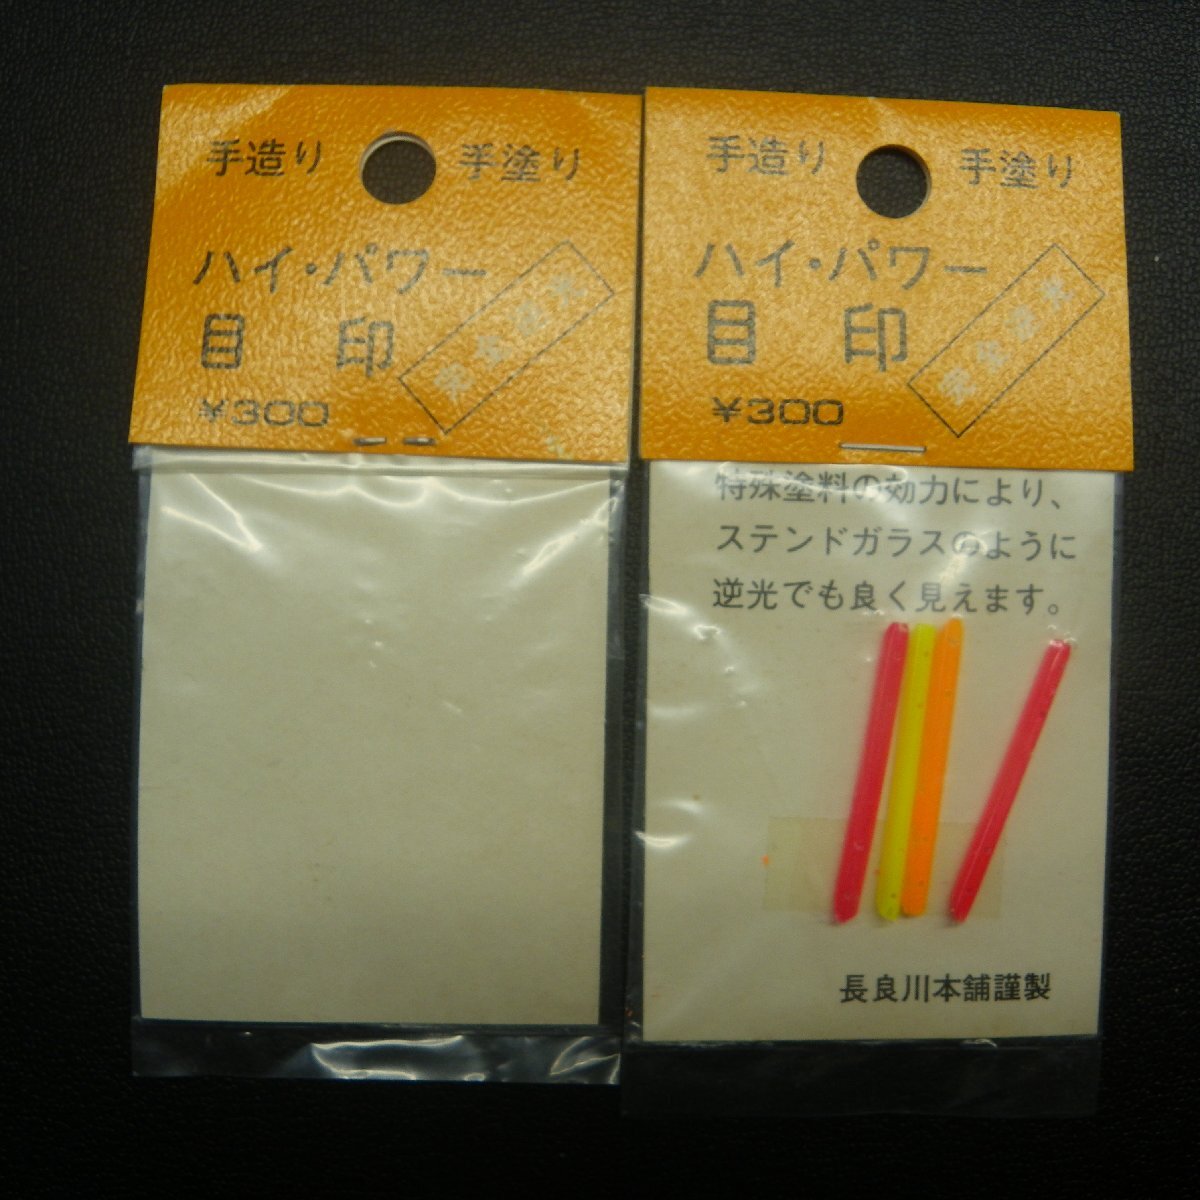 手造り 手塗り
ハイ・パワー
目印
¥300
手造り 手塗り
ハイ・パワー
目印
¥300
特殊塗料の効力により、
ステンドガラスのように
逆光でも良く見えます。
長良川本舗謹製